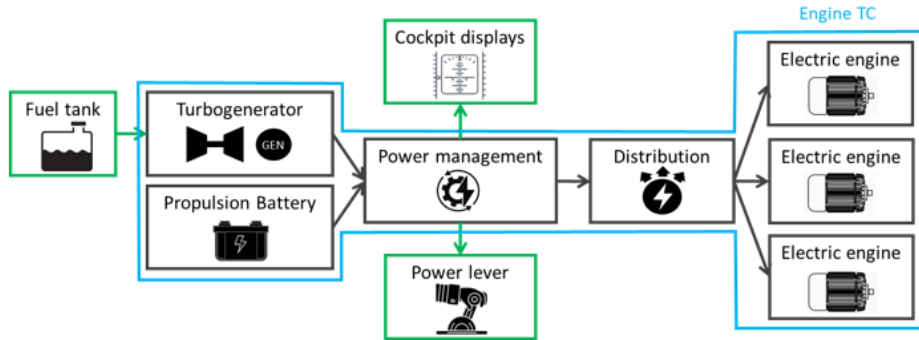 Engine TC
Cockpit displays
Electric engine
Fuel tank
Turbogenerator
GEN
Power management
Distribution
Electric engine
Propulsion Battery
Electric engine
Power lever